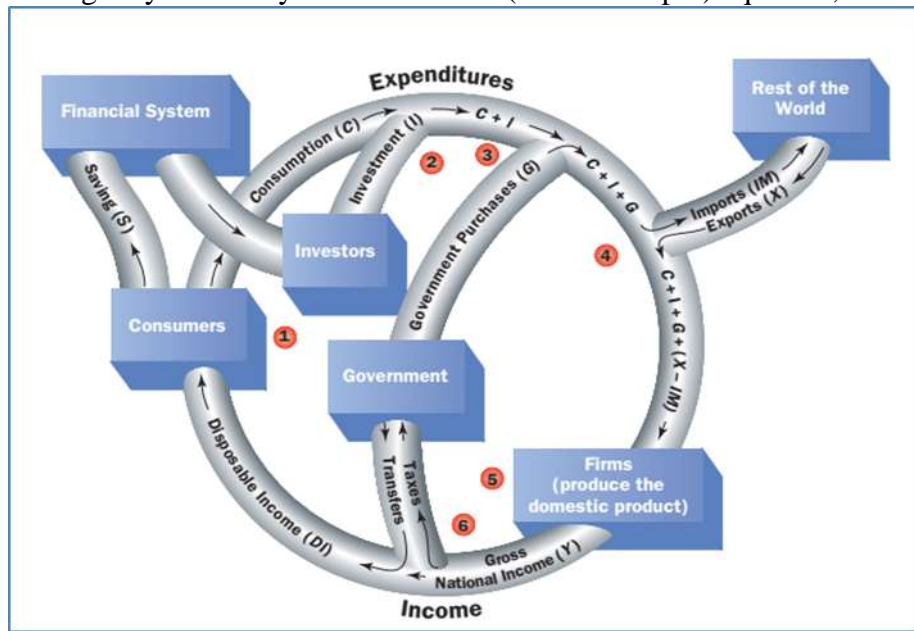 Expenditures
Financial System
Rest of the
World
Consumption (C)
Investment (I)
C + I
2
3
Saving (S)
Government Purchases (G)
C + I + G
Imports (IM)
Exports (X)
Investors
4
Consumers
1
C + I + G + (X – IM)
Government
Disposable Income (DI)
Transfers
Taxes
5
Firms
(produce the
domestic product)
6
Gross
National Income (Y)
Income